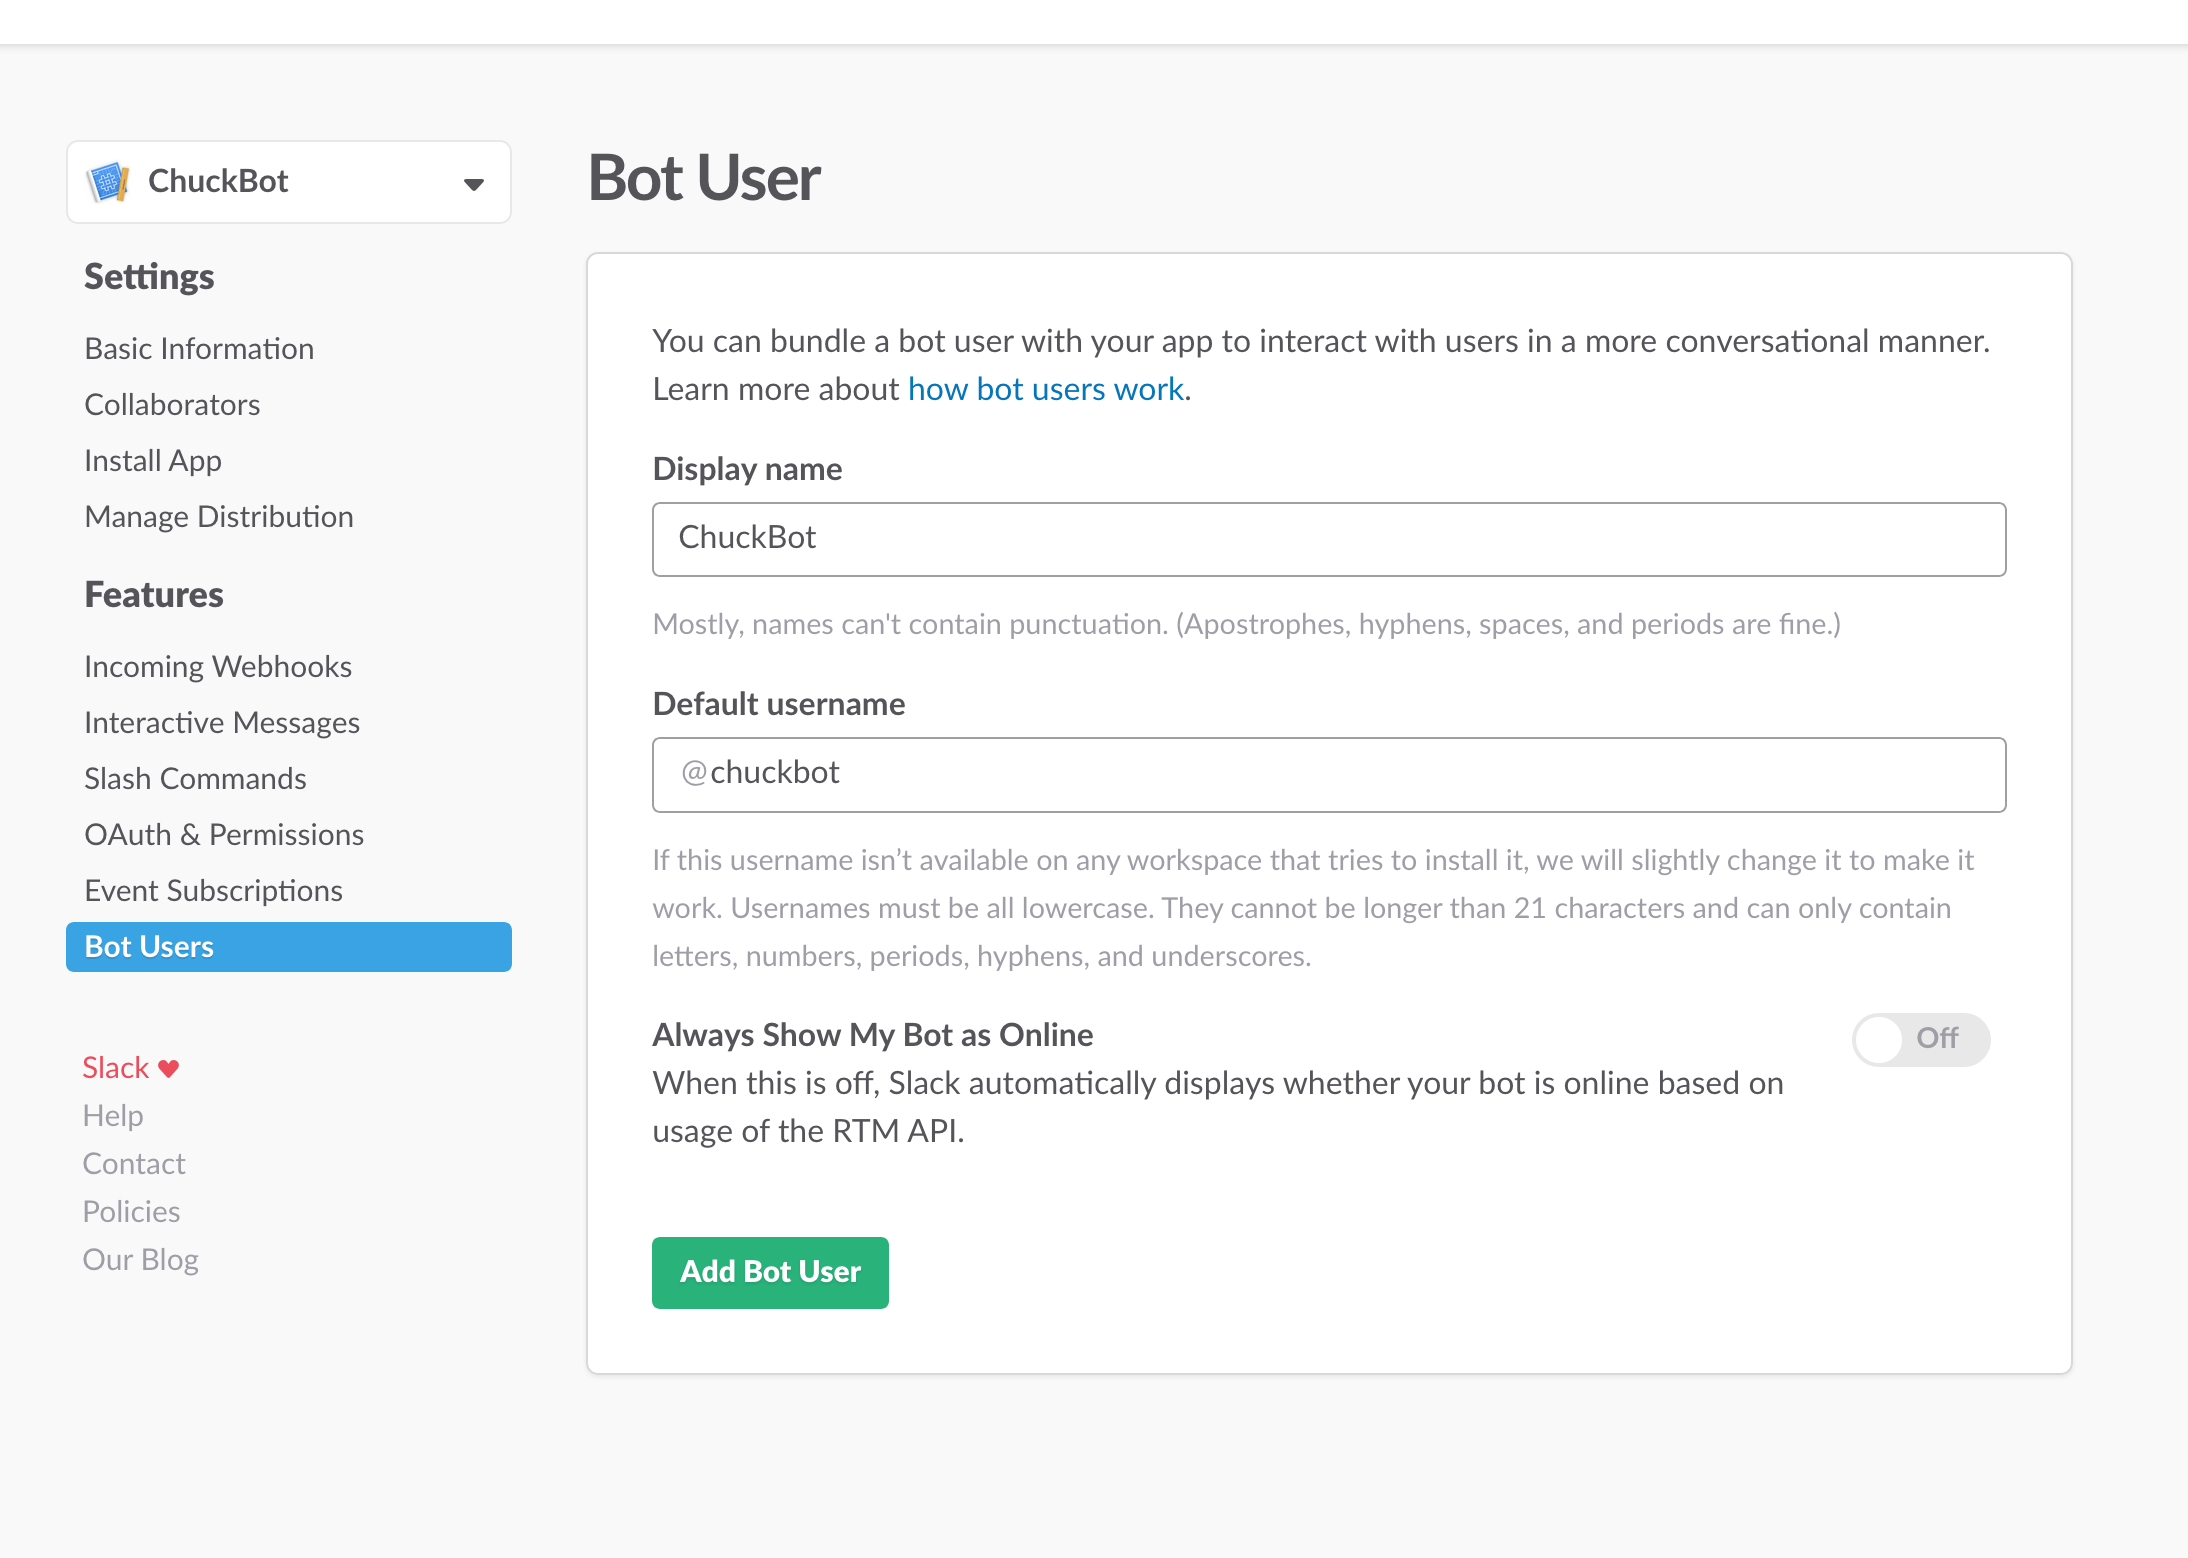 ChuckBot
Settings
Basic Information
Collaborators
Install App
Manage Distribution
Features
Incoming Webhooks
Interactive Messages
Slash Commands
OAuth & Permissions
Event Subscriptions
Bot Users
Slack ♥
Help
Contact
Policies
Our Blog
Bot User
You can bundle a bot user with your app to interact with users in a more conversational manner.
Learn more about how bot users work.
Display name
ChuckBot
Mostly, names can't contain punctuation. (Apostrophes, hyphens, spaces, and periods are fine.)
Default username
@chuckbot
If this username isn’t available on any workspace that tries to install it, we will slightly change it to make it
work. Usernames must be all lowercase. They cannot be longer than 21 characters and can only contain
letters, numbers, periods, hyphens, and underscores.
Always Show My Bot as Online
Off
When this is off, Slack automatically displays whether your bot is online based on
usage of the RTM API.
Add Bot User